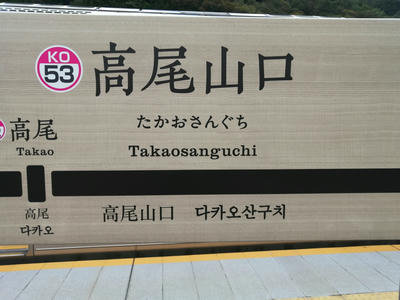 KO
53
高尾山口
たかおさんぐち
Takaosanguchi
高尾
Takao
高尾
다카오
高尾山口 다카오산구치